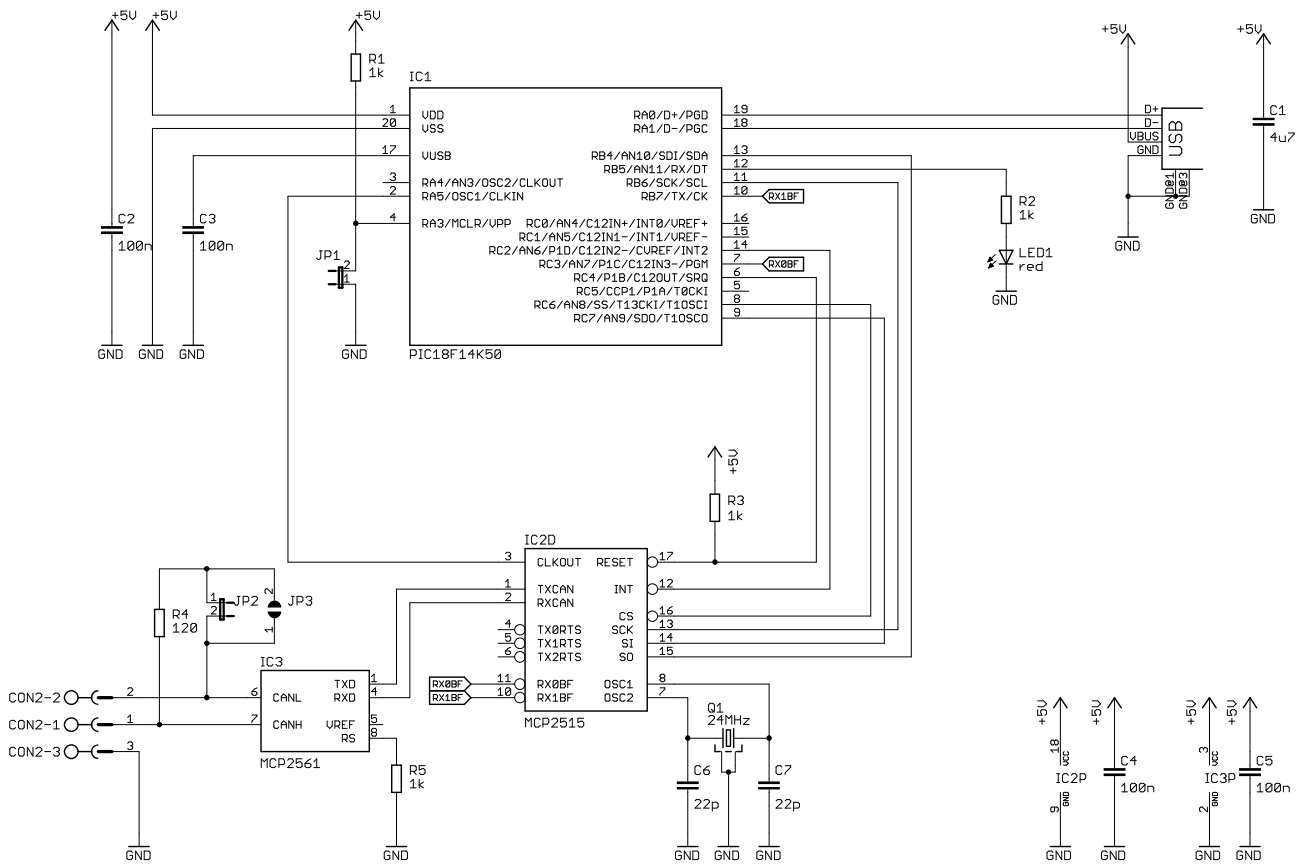 +5V
+5V
+5V
+5V
+5V
R1
1k
IC1
1
VDD
20
VSS
17
VUSB
3
RA4/AN3/OSC2/CLKOUT
2
RA5/OSC1/CLKIN
4
RA3/MCLR/VPP
RA0/D+/PGD
19
RA1/D-/PGC
18
RB4/AN10/SDI/SDA
13
RB5/AN11/RX/DT
12
RB6/SCK/SCL
11
RB7/TX/CK
10
RX1BF
RC0/AN4/C12IN+/INT0/VREF+
16
RC1/AN5/C12IN1-/INT1/VREF-
15
RC2/AN6/P1D/C12IN2-/CVREF/INT2
14
RC3/AN7/P1C/C12IN3-/PGM
7
RX0BF
RC4/P1B/C12OUT/SRQ
6
RC5/CCP1/P1A/T0CKI
5
RC6/AN8/SS/T13CKI/T1OSCI
8
RC7/AN9/SDO/T1OSCO
9
PIC18F14K50
D+
D-
VBUS
GND
USB
GND@1
GND@3
GND
C1
4u7
GND
R2
1k
LED1
red
GND
C2
100n
C3
100n
JP1
2
1
GND
GND
GND
GND
+5V
R3
1k
IC2D
3
CLKOUT
RESET
17
1
TXCAN
INT
12
2
RXCAN
CS
16
4
TX0RTS
SCK
13
5
TX1RTS
SI
14
6
TX2RTS
SO
15
RX0BF
11
RX0BF
OSC1
8
RX1BF
10
RX1BF
OSC2
7
MCP2515
R4
120
1
2
JP2
2
1
JP3
IC3
TXD
1
6
CANL
RXD
4
7
CANH
VREF
5
RS
8
MCP2561
CON2-2
2
CON2-1
1
CON2-3
3
GND
R5
1k
GND
Q1
24MHz
C6
22p
C7
22p
GND
GND
GND
+5V
18
VCC
IC2P
9
GND
GND
+5V
C4
100n
GND
+5V
3
VCC
IC3P
2
GND
GND
+5V
C5
100n
GND